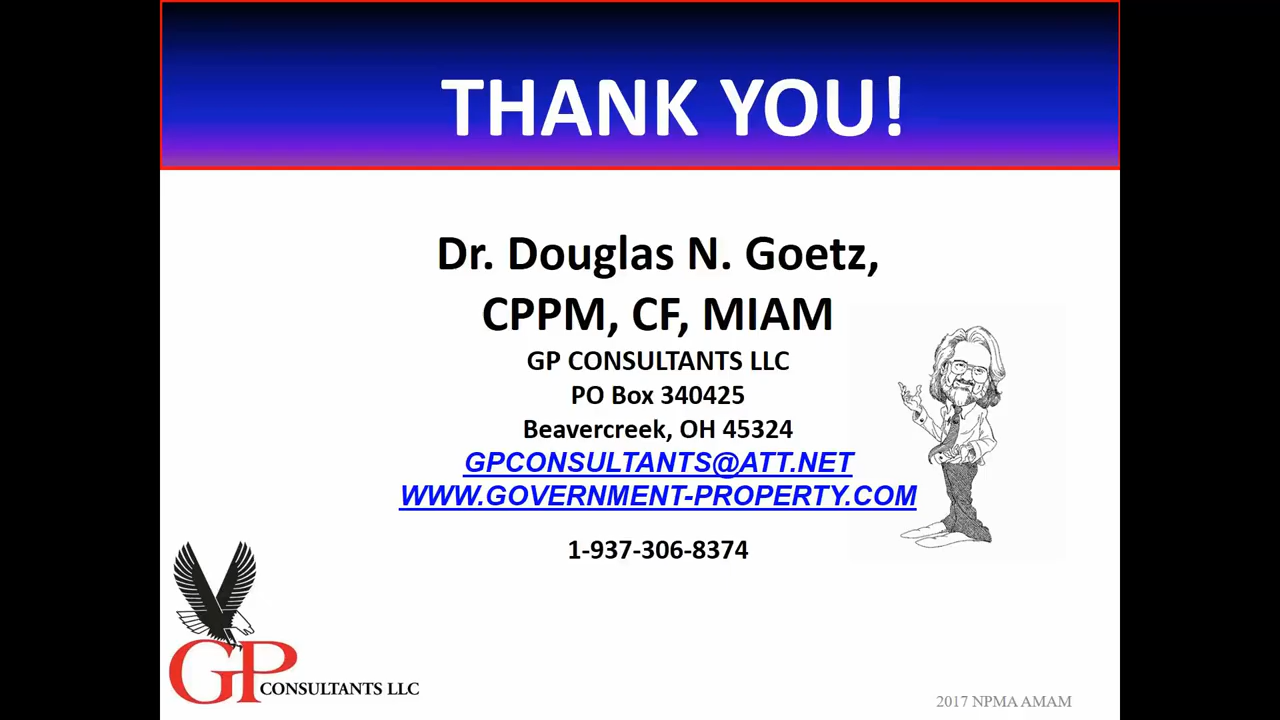 THANK YOU!
Dr. Douglas N. Goetz,
CPPM, CF, MIAM
GP CONSULTANTS LLC
PO Box 340425
Beavercreek, OH 45324
GPCONSULTANTS@ATT.NET
WWW.GOVERNMENT-PROPERTY.COM
1-937-306-8374
GP CONSULTANTS LLC
2017 NPMA AMAM